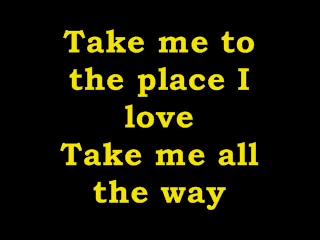 Take me to
the place I
love
Take me all
the way